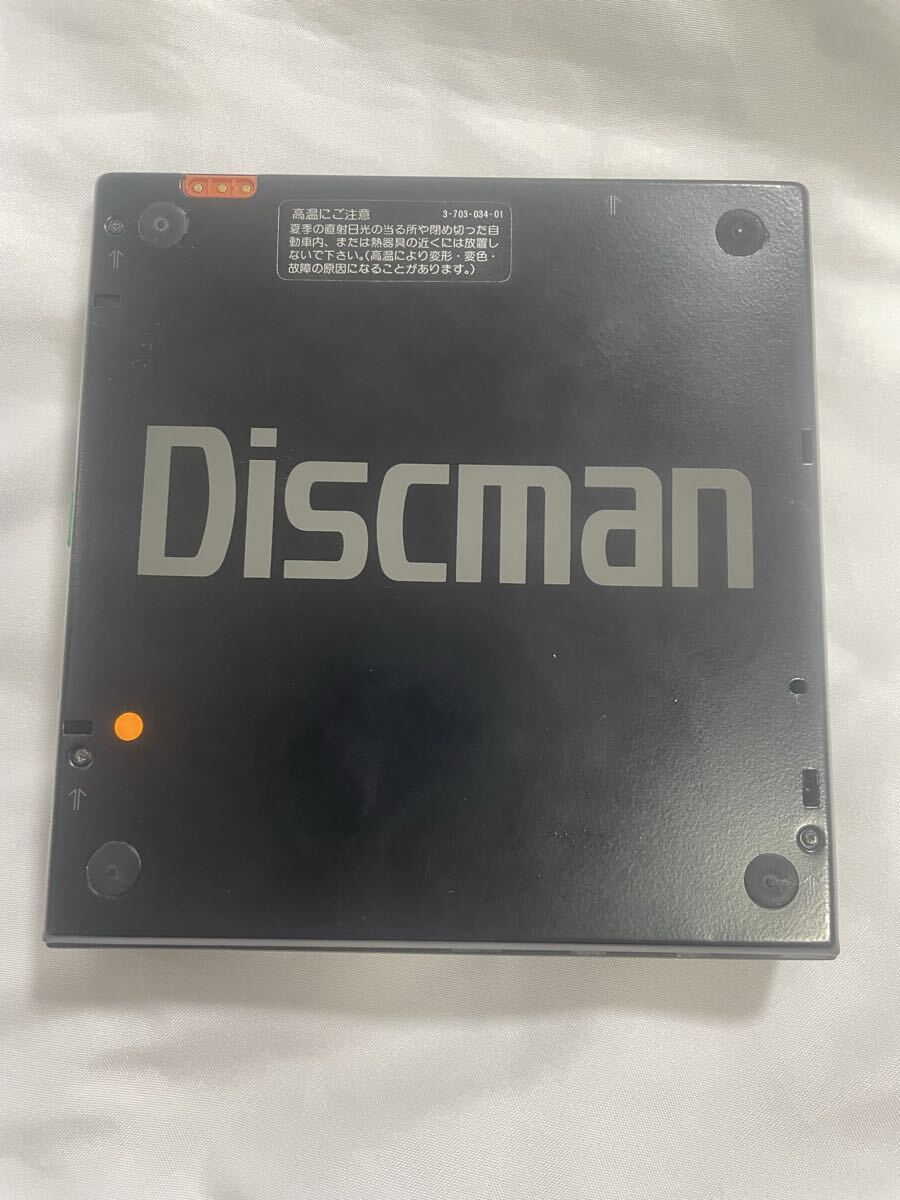 高温にご注意 3-703-034-01
夏季の直射日光の当る所や閉め切った自
動車内、または熱器具の近くには放置し
ないで下さい。(高温により変形・変色・
故障の原因になることがあります。)
Discman